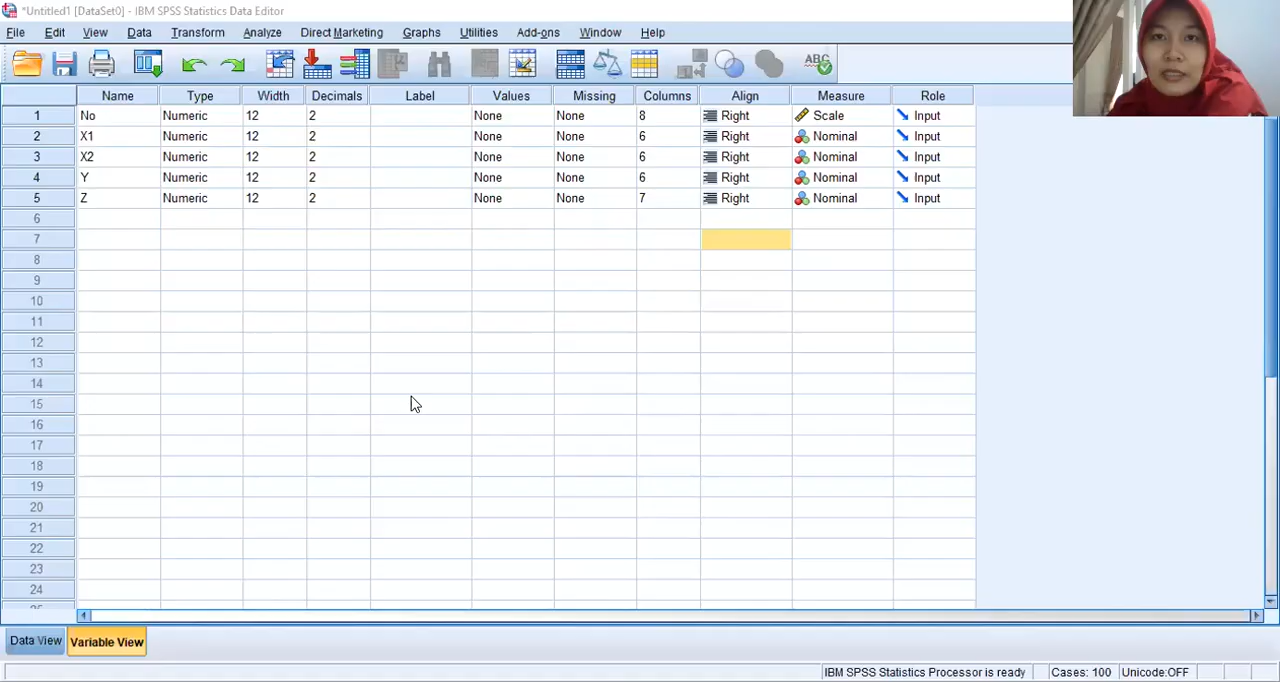 *Untitled1 [DataSet0] - IBM SPSS Statistics Data Editor
File Edit View Data Transform Analyze Direct Marketing Graphs Utilities Add-ons Window Help
ABC
Name Type Width Decimals Label Values Missing Columns Align Measure Role
1 No Numeric 12 2 None None 8 Right Scale Input
2 X1 Numeric 12 2 None None 6 Right Nominal Input
3 X2 Numeric 12 2 None None 6 Right Nominal Input
4 Y Numeric 12 2 None None 6 Right Nominal Input
5 Z Numeric 12 2 None None 7 Right Nominal Input
6
7
8
9
10
11
12
13
14
15
16
17
18
19
20
21
22
23
24
Data View Variable View
IBM SPSS Statistics Processor is ready Cases: 100 Unicode:OFF